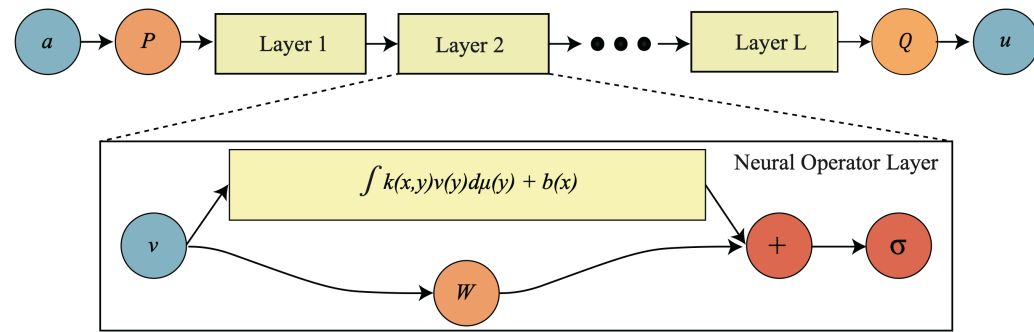 a P Layer 1 Layer 2 Layer L Q u
Neural Operator Layer
∫ k(x,y)v(y)dμ(y) + b(x)
v + σ
W